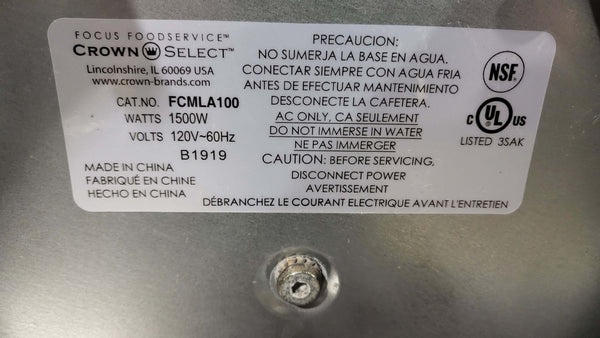 FOCUS FOODSERVICE™
CROWN SELECT™
Lincolnshire, IL 60069 USA
www.crown-brands.com
CAT.NO. FCMLA100
WATTS 1500W
VOLTS 120V~60Hz
B1919
MADE IN CHINA
FABRIQUÉ EN CHINE
HECHO EN CHINA
PRECAUCION:
NO SUMERJA LA BASE EN AGUA.
CONECTAR SIEMPRE CON AGUA FRIA
ANTES DE EFECTUAR MANTENIMIENTO
DESCONECTE LA CAFETERA.
AC ONLY, CA SEULEMENT
DO NOT IMMERSE IN WATER
NE PAS IMMERGER
CAUTION: BEFORE SERVICING,
DISCONNECT POWER
AVERTISSEMENT
DÉBRANCHEZ LE COURANT ELECTRIQUE AVANT L'ENTRETIEN
NSF.
C UL US
LISTED 3SAK